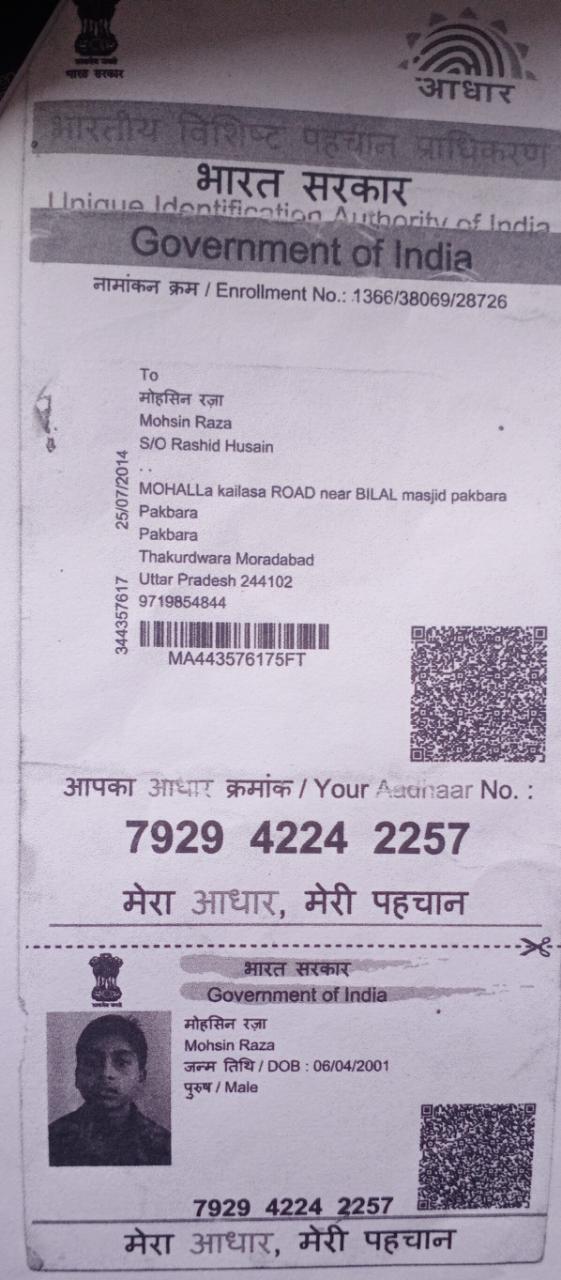 भारत सरकार
आधार
भारतीय विशिष्ट पहचान प्राधिकरण
भारत सरकार
Unique Identification Authority of India
Government of India
नामांकन क्रम / Enrollment No.: 1366/38069/28726
To
मोहसिन रज़ा
Mohsin Raza
S/O Rashid Husain
. .
MOHALLa kailasa ROAD near BILAL masjid pakbara
Pakbara
Pakbara
Thakurdwara Moradabad
Uttar Pradesh 244102
9719854844
25/07/2014
344357617
MA443576175FT
आपका आधार क्रमांक / Your Aadhaar No. :
7929 4224 2257
मेरा आधार, मेरी पहचान
भारत सरकार
Government of India
मोहसिन रज़ा
Mohsin Raza
जन्म तिथि / DOB : 06/04/2001
पुरुष / Male
7929 4224 2257
मेरा आधार, मेरी पहचान